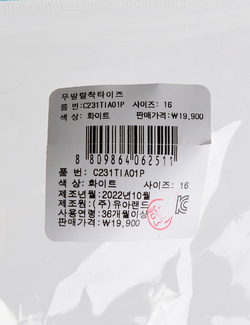 무발밑착타이즈
품 번:C231TIA01P 사이즈: 16
색 상: 화이트 판매가격:₩19,900
8 809864 062511
품 번: C231TIA01P
색 상: 화이트 사이즈: 16
제조년월:2022년10월
제조원: (주)유아랜드
사용연령:36개월이상
판매가격:₩19,900